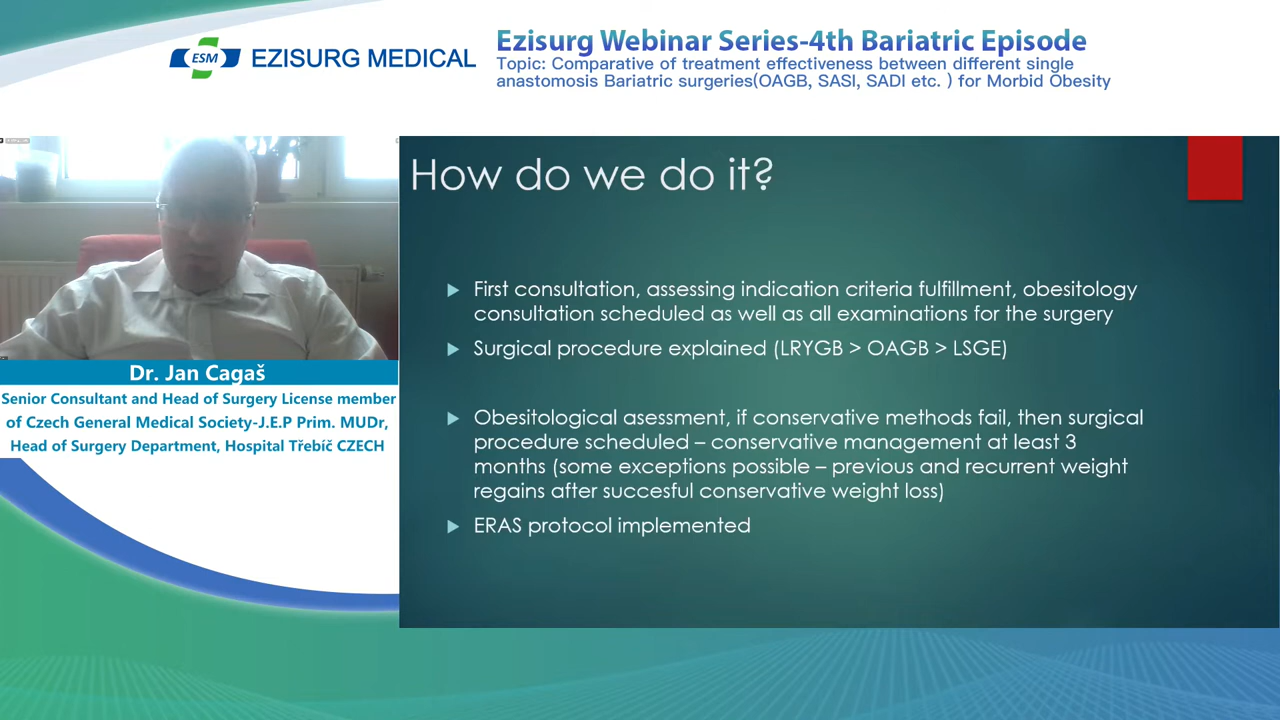 ESM
EZISURG MEDICAL
Ezisurg Webinar Series-4th Bariatric Episode
Topic: Comparative of treatment effectiveness between different single
anastomosis Bariatric surgeries(OAGB, SASI, SADI etc. ) for Morbid Obesity
How do we do it?
First consultation, assessing indication criteria fulfillment, obesitology
consultation scheduled as well as all examinations for the surgery
Surgical procedure explained (LRYGB > OAGB > LSGE)
Obesitological asessment, if conservative methods fail, then surgical
procedure scheduled – conservative management at least 3
months (some exceptions possible – previous and recurrent weight
regains after succesful conservative weight loss)
ERAS protocol implemented
Dr. Jan Cagaš
Senior Consultant and Head of Surgery License member
of Czech General Medical Society-J.E.P Prim. MUDr,
Head of Surgery Department, Hospital Třebíč CZECH